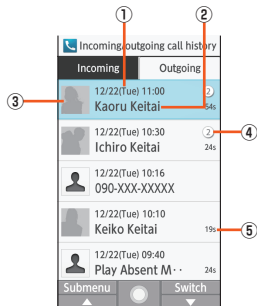 ① ②
Incoming/outgoing call history
Incoming Outgoing
12/22(Tue) 11:00 2
③ Kaoru Keitai 54s
12/22(Tue) 10:30 2 ④
Ichiro Keitai 24s
12/22(Tue) 10:16
090-XXX-XXXXX
12/22(Tue) 10:10
Keiko Keitai 19s ⑤
12/22(Tue) 09:40
Play Absent M·· 24s
Submenu Switch